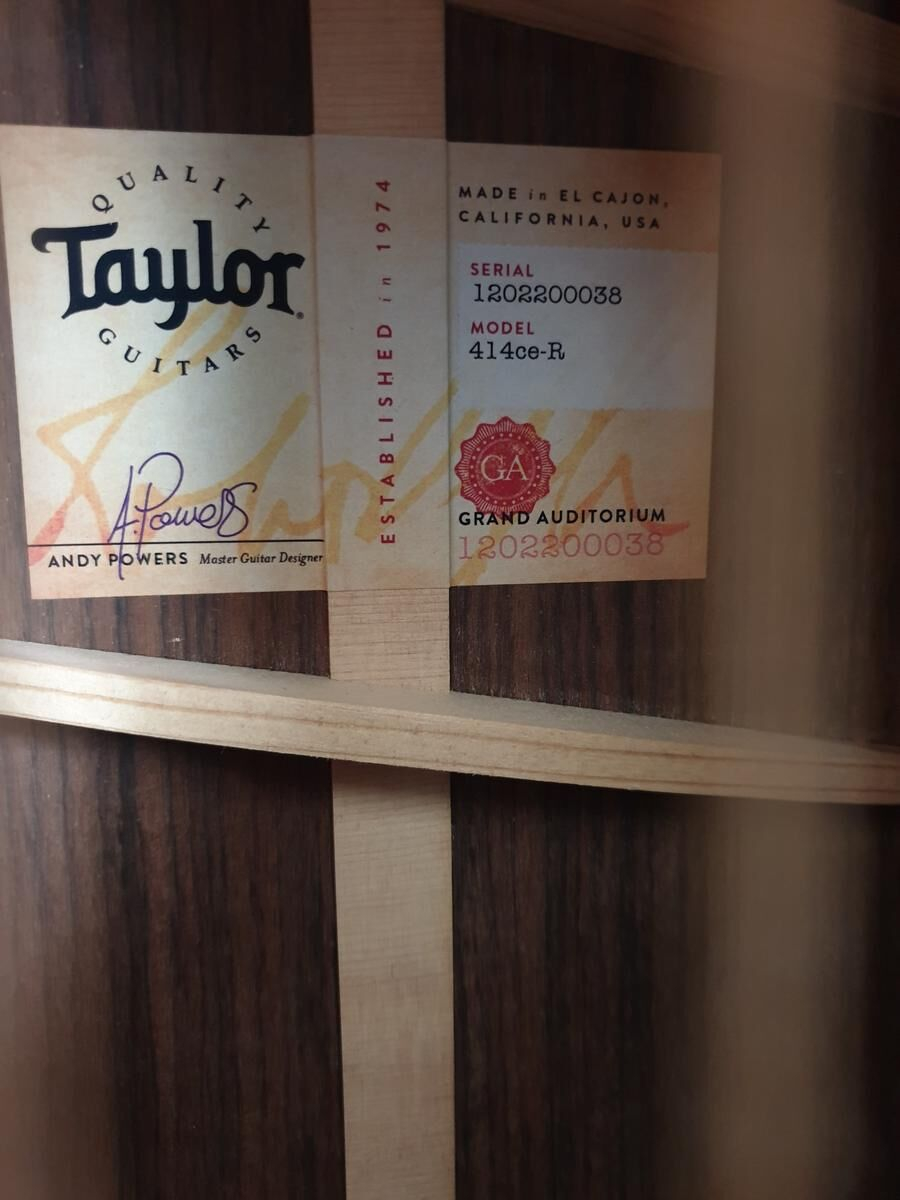 QUALITY
Taylor®
GUITARS
A. Powers
ANDY POWERS Master Guitar Designer
ESTABLISHED in 1974
MADE in EL CAJON,
CALIFORNIA, USA
SERIAL
1202200038
MODEL
414ce-R
GA
GRAND AUDITORIUM
1202200038